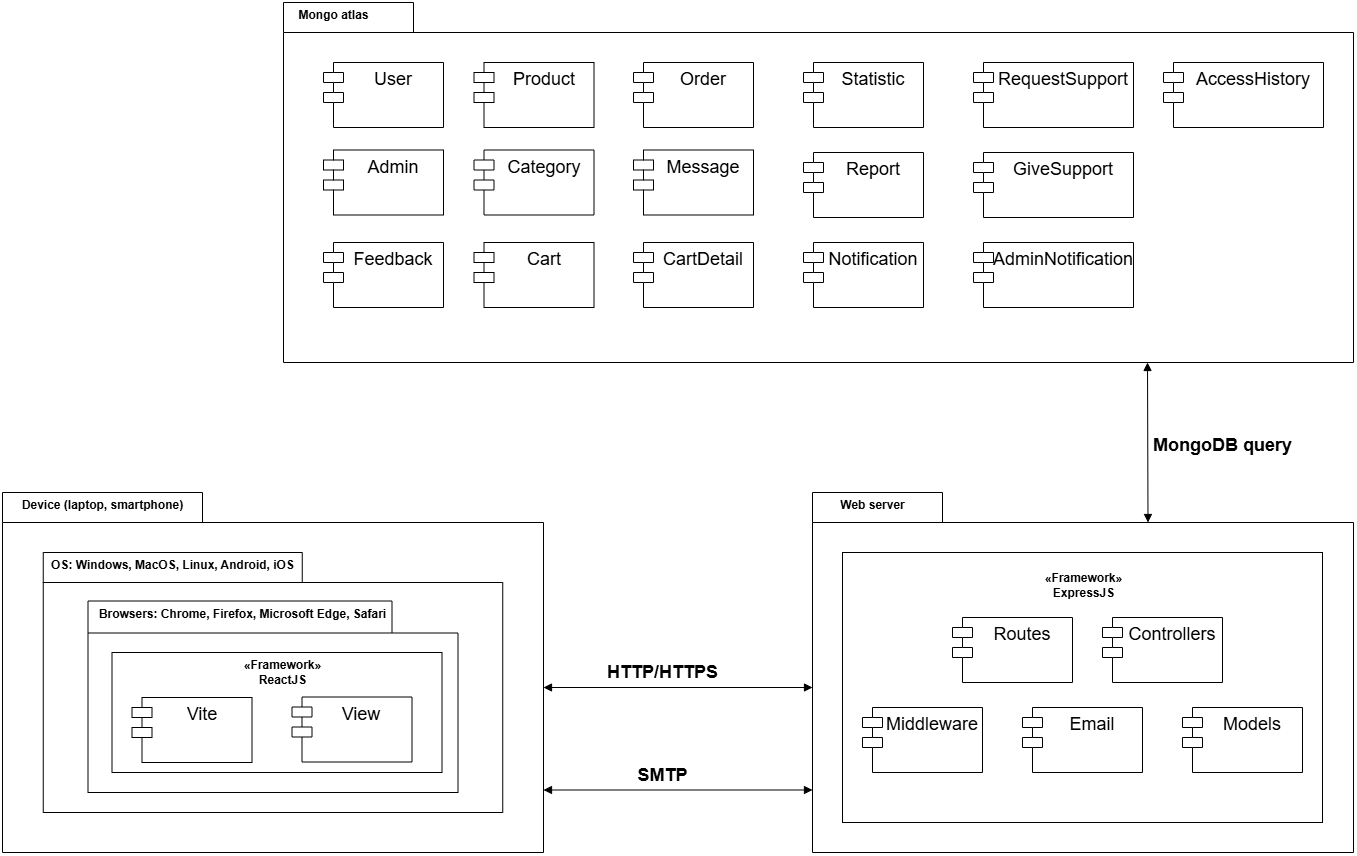 Mongo atlas
User
Product
Order
Statistic
RequestSupport
AccessHistory
Admin
Category
Message
Report
GiveSupport
Feedback
Cart
CartDetail
Notification
AdminNotification
MongoDB query
Device (laptop, smartphone)
OS: Windows, MacOS, Linux, Android, iOS
Browsers: Chrome, Firefox, Microsoft Edge, Safari
«Framework»
ReactJS
Vite
View
HTTP/HTTPS
SMTP
Web server
«Framework»
ExpressJS
Routes
Controllers
Middleware
Email
Models